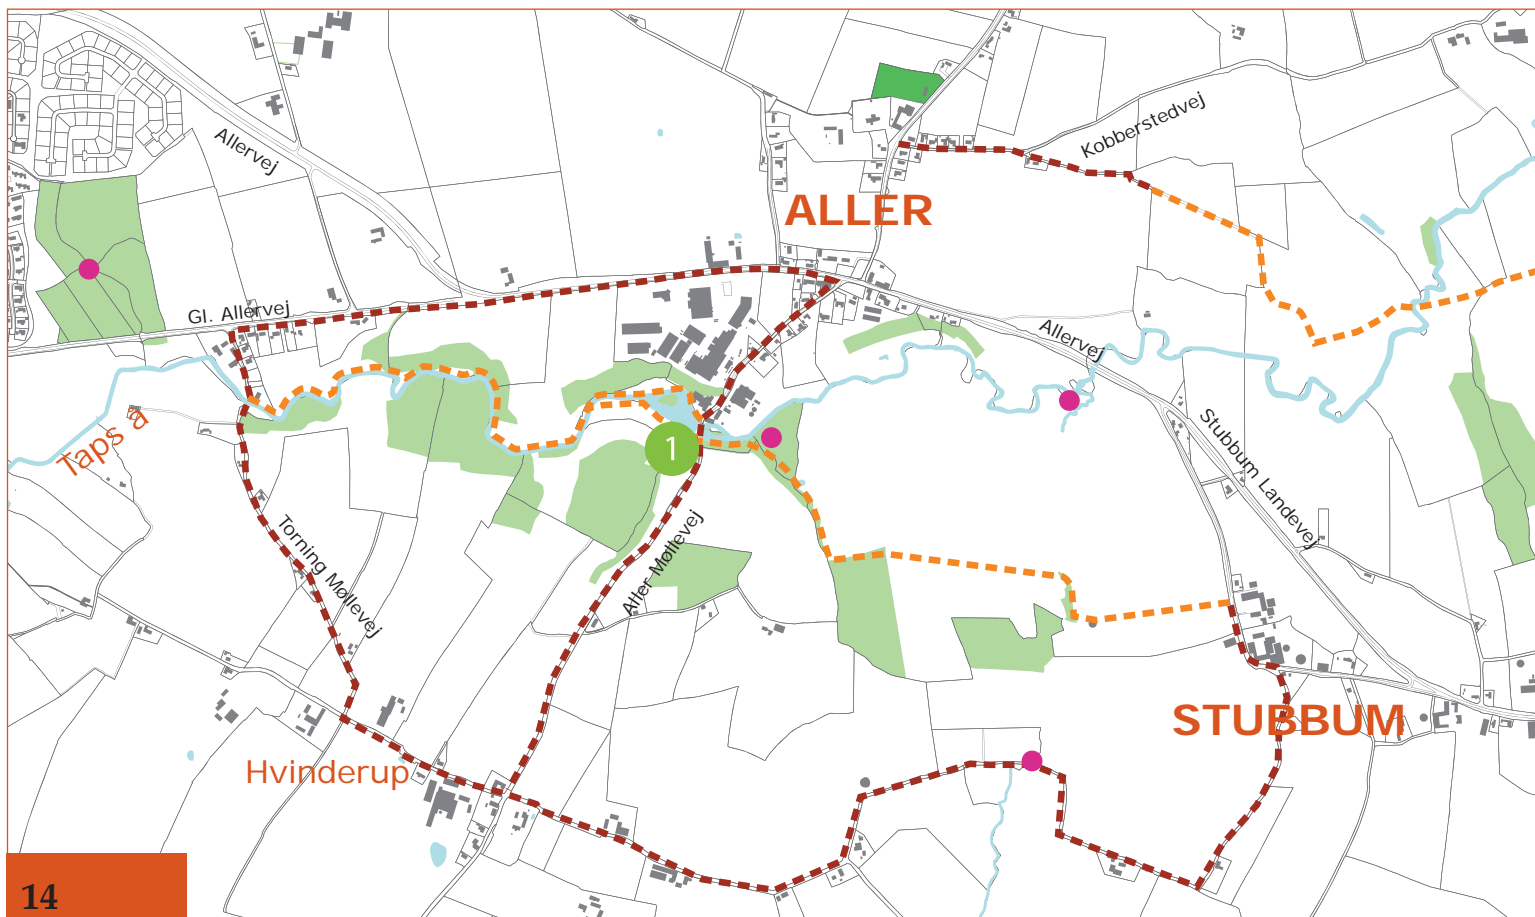 Allervej
Kobberstedvej
ALLER
Gl. Allervej
Allervej
Taps å
1
Stubbum Landevej
Torning Møllevej
Aller Møllevej
STUBBUM
Hvinderup
14